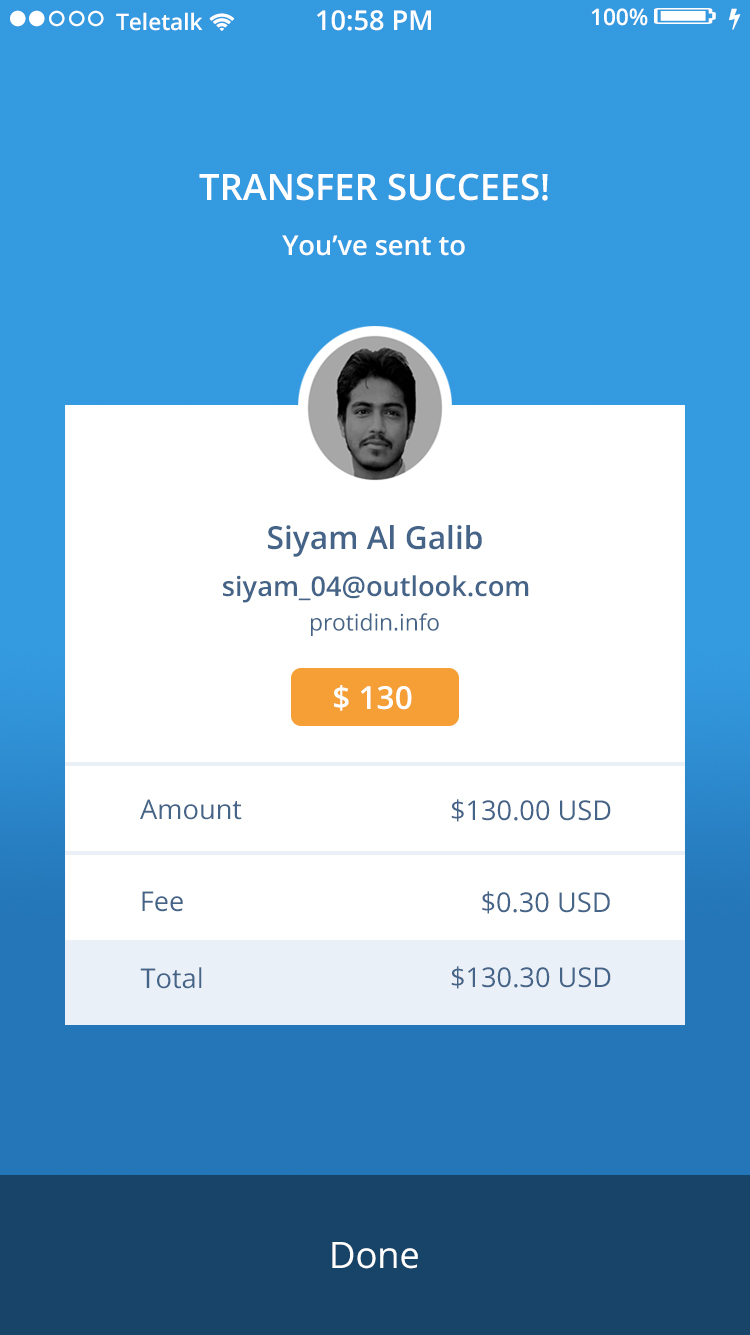 Teletalk 10:58 PM 100%
TRANSFER SUCCEES!
You’ve sent to
Siyam Al Galib
siyam_04@outlook.com
protidin.info
$ 130
Amount $130.00 USD
Fee $0.30 USD
Total $130.30 USD
Done